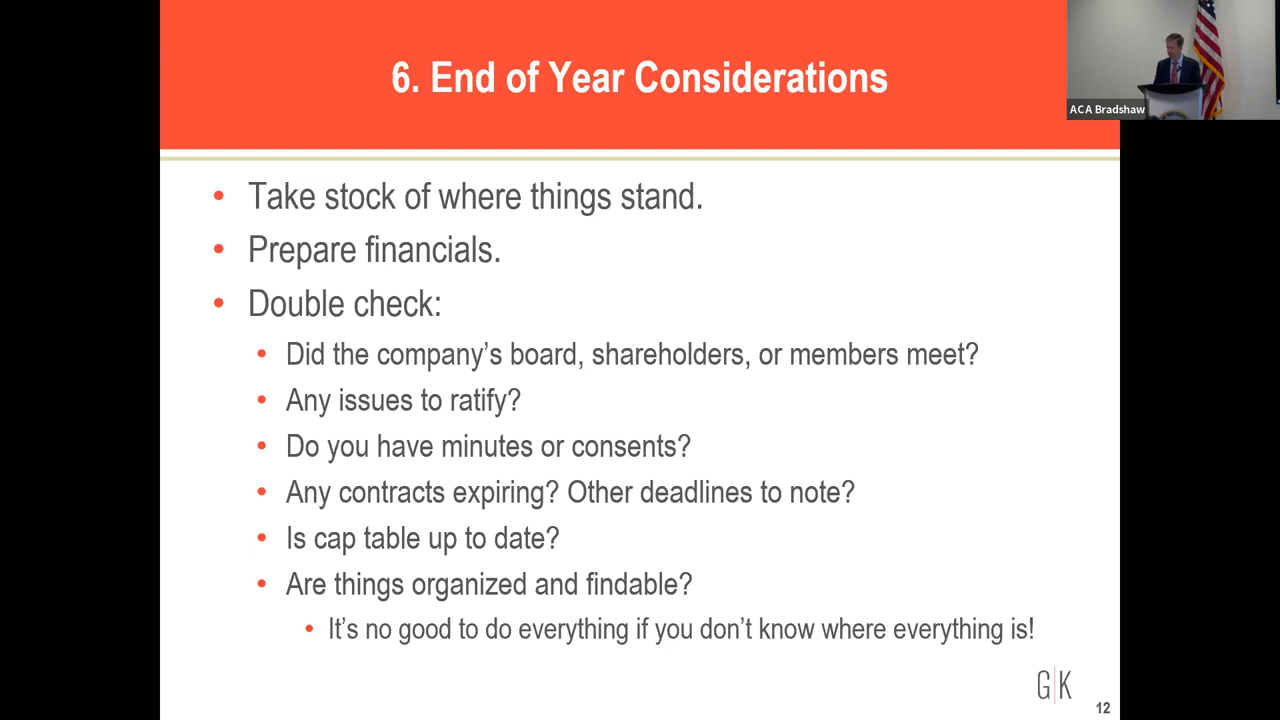 6. End of Year Considerations
ACA Bradshaw
• Take stock of where things stand.
• Prepare financials.
• Double check:
• Did the company’s board, shareholders, or members meet?
• Any issues to ratify?
• Do you have minutes or consents?
• Any contracts expiring? Other deadlines to note?
• Is cap table up to date?
• Are things organized and findable?
• It’s no good to do everything if you don’t know where everything is!
G|K
12